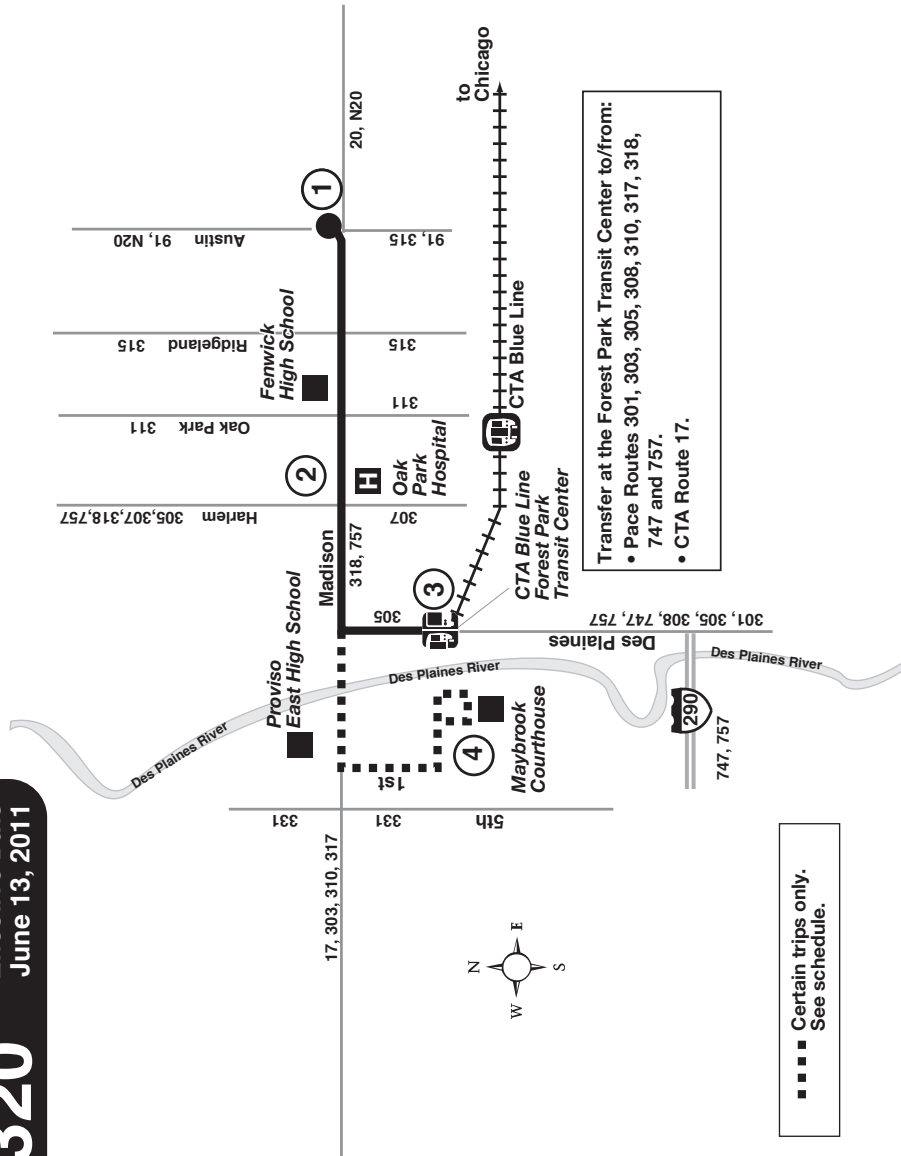 320
June 13, 2011
Des Plaines River
Proviso
East High School
Madison
318, 757
Harlem
305,307,318,757
307
2
H
Oak
Park
Hospital
Oak Park
311
311
Fenwick
High School
Ridgeland
315
315
Austin
91, N20
91, 315
1
20, N20
to
Chicago
CTA Blue Line
305
3
CTA Blue Line
Forest Park
Transit Center
Des Plaines River
1st
4
Maybrook
Courthouse
5th
331
331
17, 303, 310, 317
Des Plaines
301, 305, 308, 747, 757
Des Plaines River
290
747, 757
N
E
S
W
Transfer at the Forest Park Transit Center to/from:
• Pace Routes 301, 303, 305, 308, 310, 317, 318,
747 and 757.
• CTA Route 17.
Certain trips only.
See schedule.